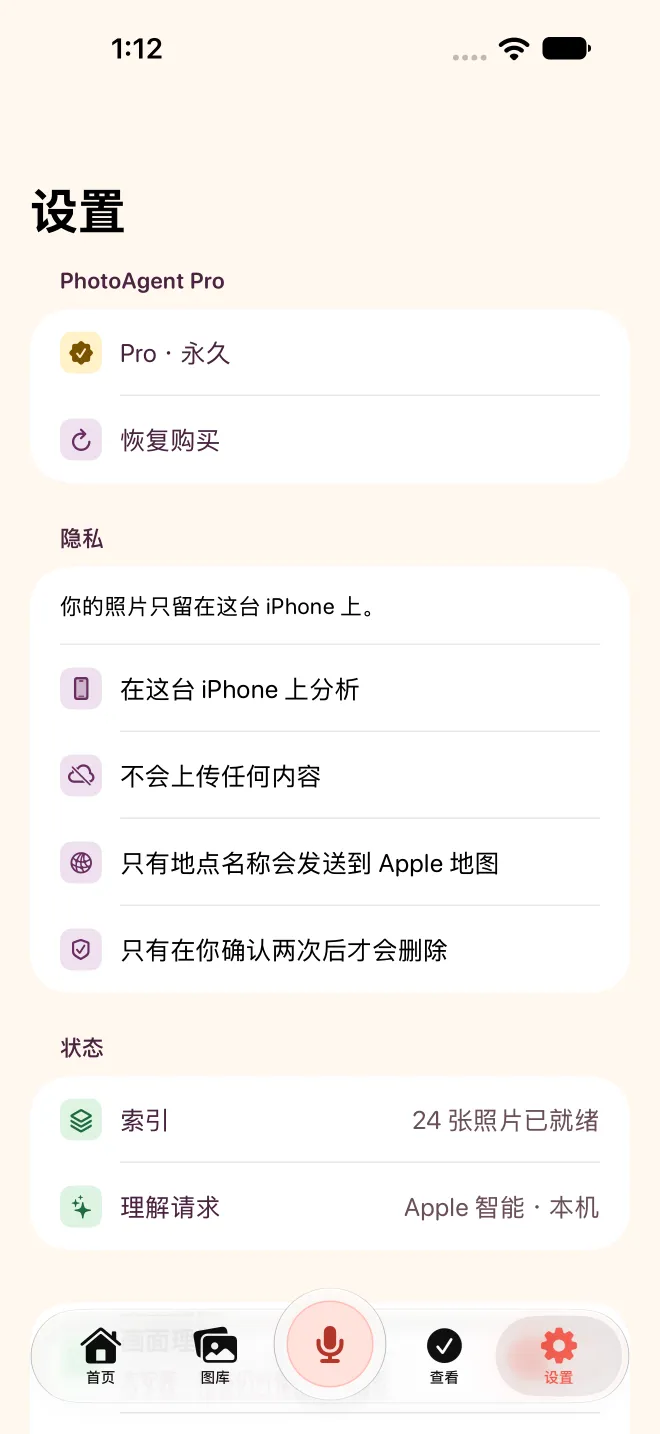 1:12
设置
PhotoAgent Pro
Pro · 永久
恢复购买
隐私
你的照片只留在这台 iPhone 上。
在这台 iPhone 上分析
不会上传任何内容
只有地点名称会发送到 Apple 地图
只有在你确认两次后才会删除
状态
索引 24 张照片已就绪
理解请求 Apple 智能 · 本机
首页 图库 查看 设置